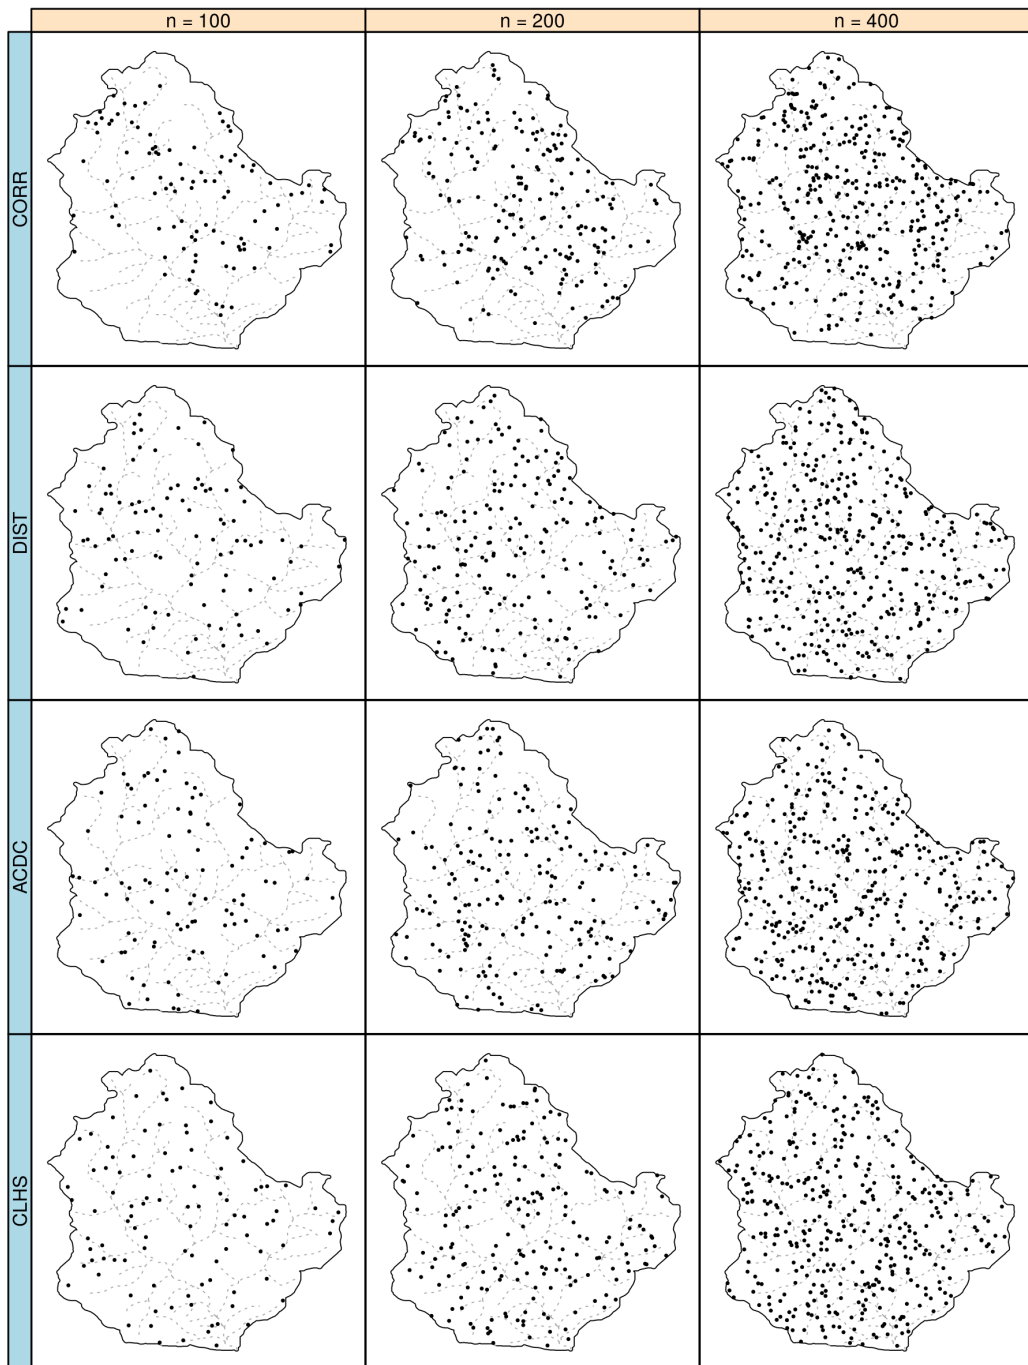 n = 100
n = 200
n = 400
CORR
DIST
ACDC
CLHS